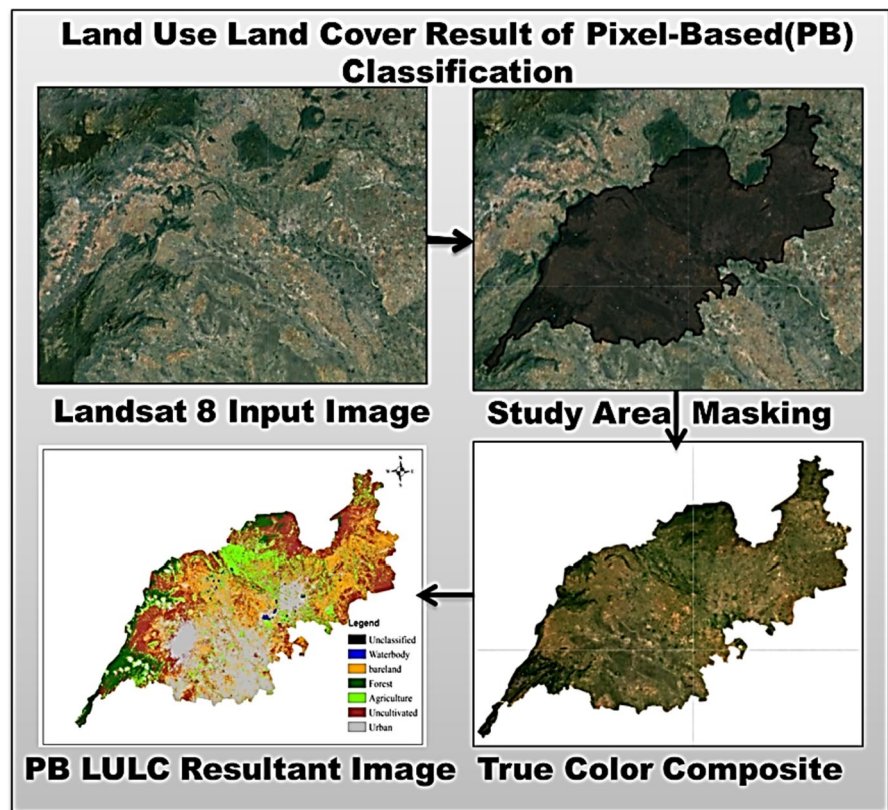 Land Use Land Cover Result of Pixel-Based(PB)
Classification
Landsat 8 Input Image
Study Area Masking
Legend
Unclassified
Waterbody
bareland
Forest
Agriculture
Uncultivated
Urban
PB LULC Resultant Image
True Color Composite